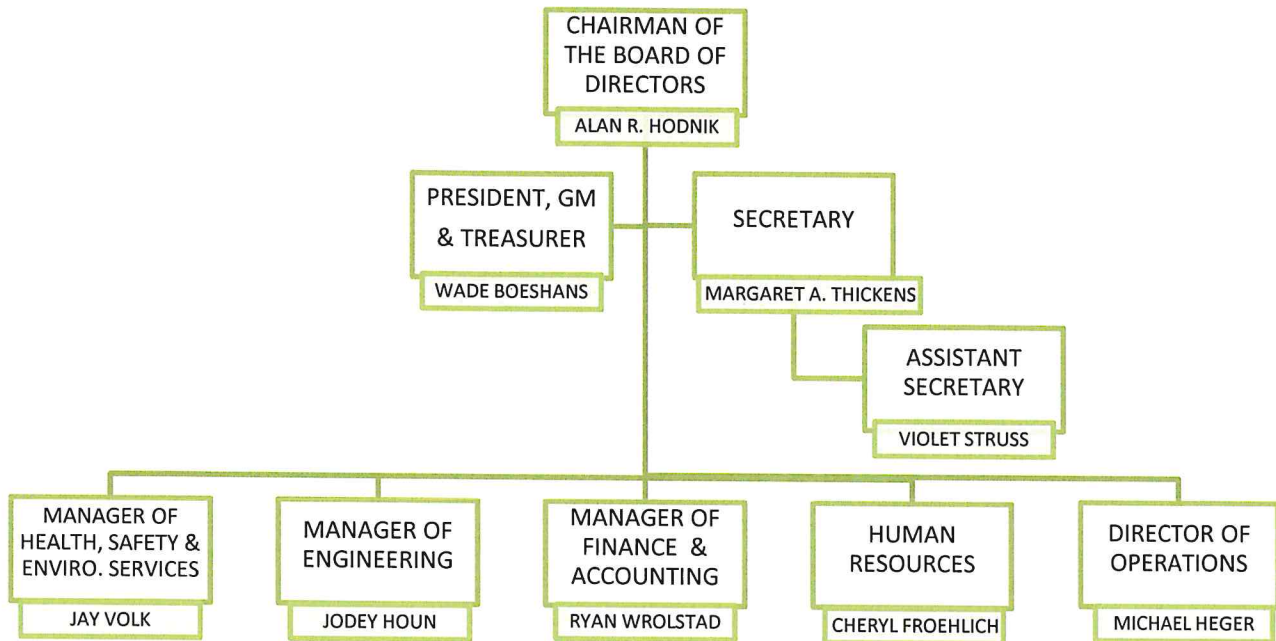 CHAIRMAN OF
THE BOARD OF
DIRECTORS
ALAN R. HODNIK
PRESIDENT, GM
& TREASURER
WADE BOESHANS
SECRETARY
MARGARET A. THICKENS
ASSISTANT
SECRETARY
VIOLET STRUSS
MANAGER OF
HEALTH, SAFETY &
ENVIRO. SERVICES
JAY VOLK
MANAGER OF
ENGINEERING
JODEY HOUN
MANAGER OF
FINANCE &
ACCOUNTING
RYAN WROLSTAD
HUMAN
RESOURCES
CHERYL FROEHLICH
DIRECTOR OF
OPERATIONS
MICHAEL HEGER